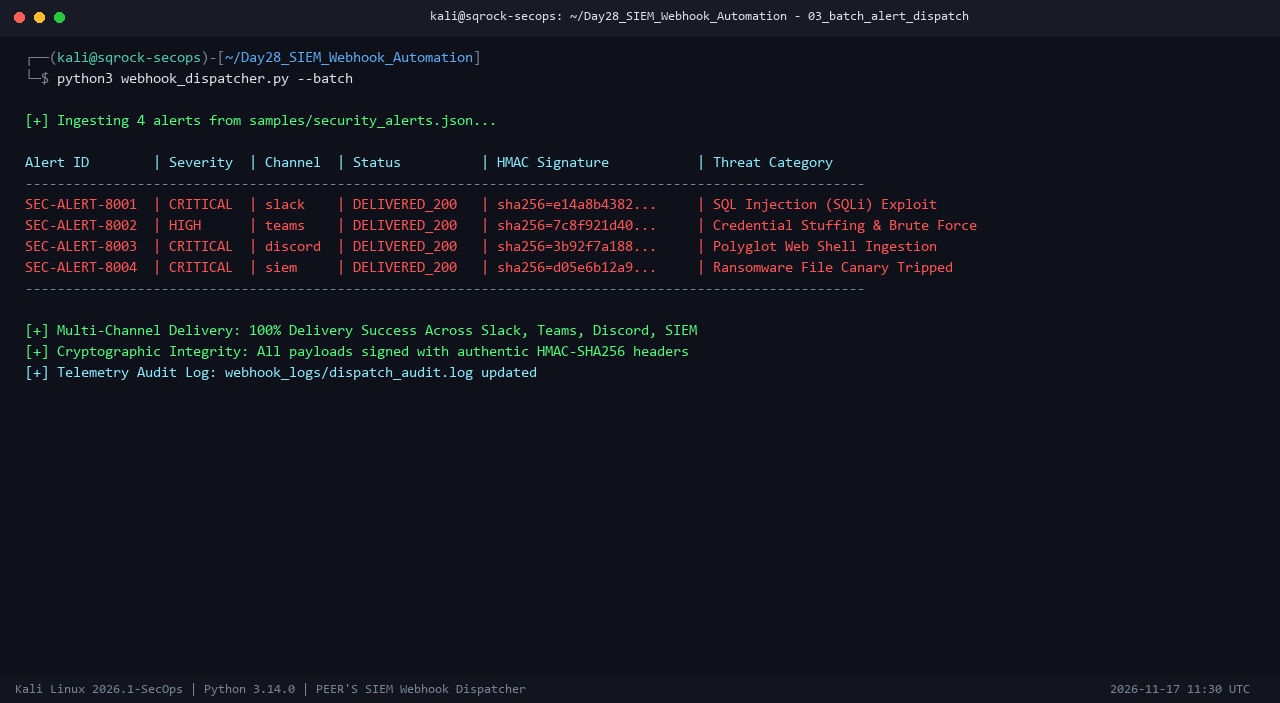 kali@sqrock-secops: ~/Day28_SIEM_Webhook_Automation - 03_batch_alert_dispatch
┌──(kali@sqrock-secops)-[~/Day28_SIEM_Webhook_Automation]
└─$ python3 webhook_dispatcher.py --batch
[+] Ingesting 4 alerts from samples/security_alerts.json...
Alert ID        | Severity  | Channel  | Status          | HMAC Signature           | Threat Category
---------------------------------------------------------------------------------------------------------
SEC-ALERT-8001  | CRITICAL  | slack    | DELIVERED_200   | sha256=e14a8b4382...     | SQL Injection (SQLi) Exploit
SEC-ALERT-8002  | HIGH      | teams    | DELIVERED_200   | sha256=7c8f921d40...     | Credential Stuffing & Brute Force
SEC-ALERT-8003  | CRITICAL  | discord  | DELIVERED_200   | sha256=3b92f7a188...     | Polyglot Web Shell Ingestion
SEC-ALERT-8004  | CRITICAL  | siem     | DELIVERED_200   | sha256=d05e6b12a9...     | Ransomware File Canary Tripped
---------------------------------------------------------------------------------------------------------
[+] Multi-Channel Delivery: 100% Delivery Success Across Slack, Teams, Discord, SIEM
[+] Cryptographic Integrity: All payloads signed with authentic HMAC-SHA256 headers
[+] Telemetry Audit Log: webhook_logs/dispatch_audit.log updated
Kali Linux 2026.1-SecOps | Python 3.14.0 | PEER'S SIEM Webhook Dispatcher
2026-11-17 11:30 UTC